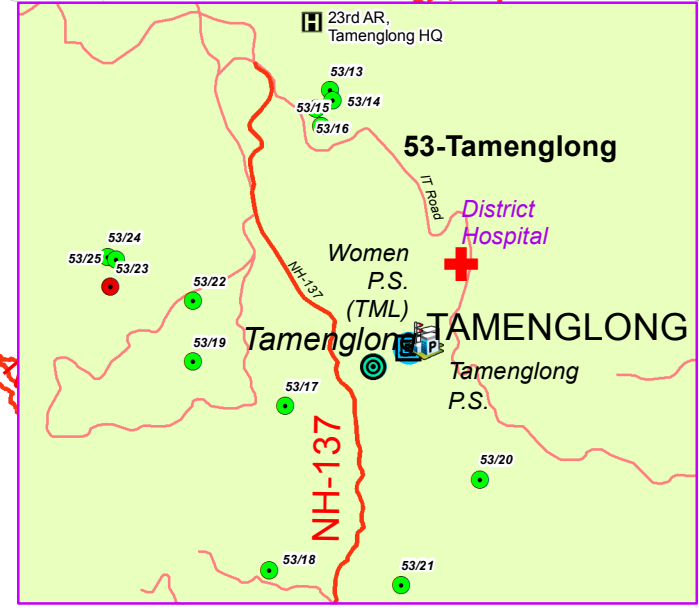 23rd AR,
Tamenglong HQ
53/13
53/14
53/15
53/16
53-Tamenglong
IT Road
District
Hospital
53/24
53/25
53/23
53/22
NH-137
Women
P.S.
(TML)
Tamenglong
TAMENGLONG
P
Tamenglong
P.S.
53/19
53/17
NH-137
53/20
53/18
53/21
H